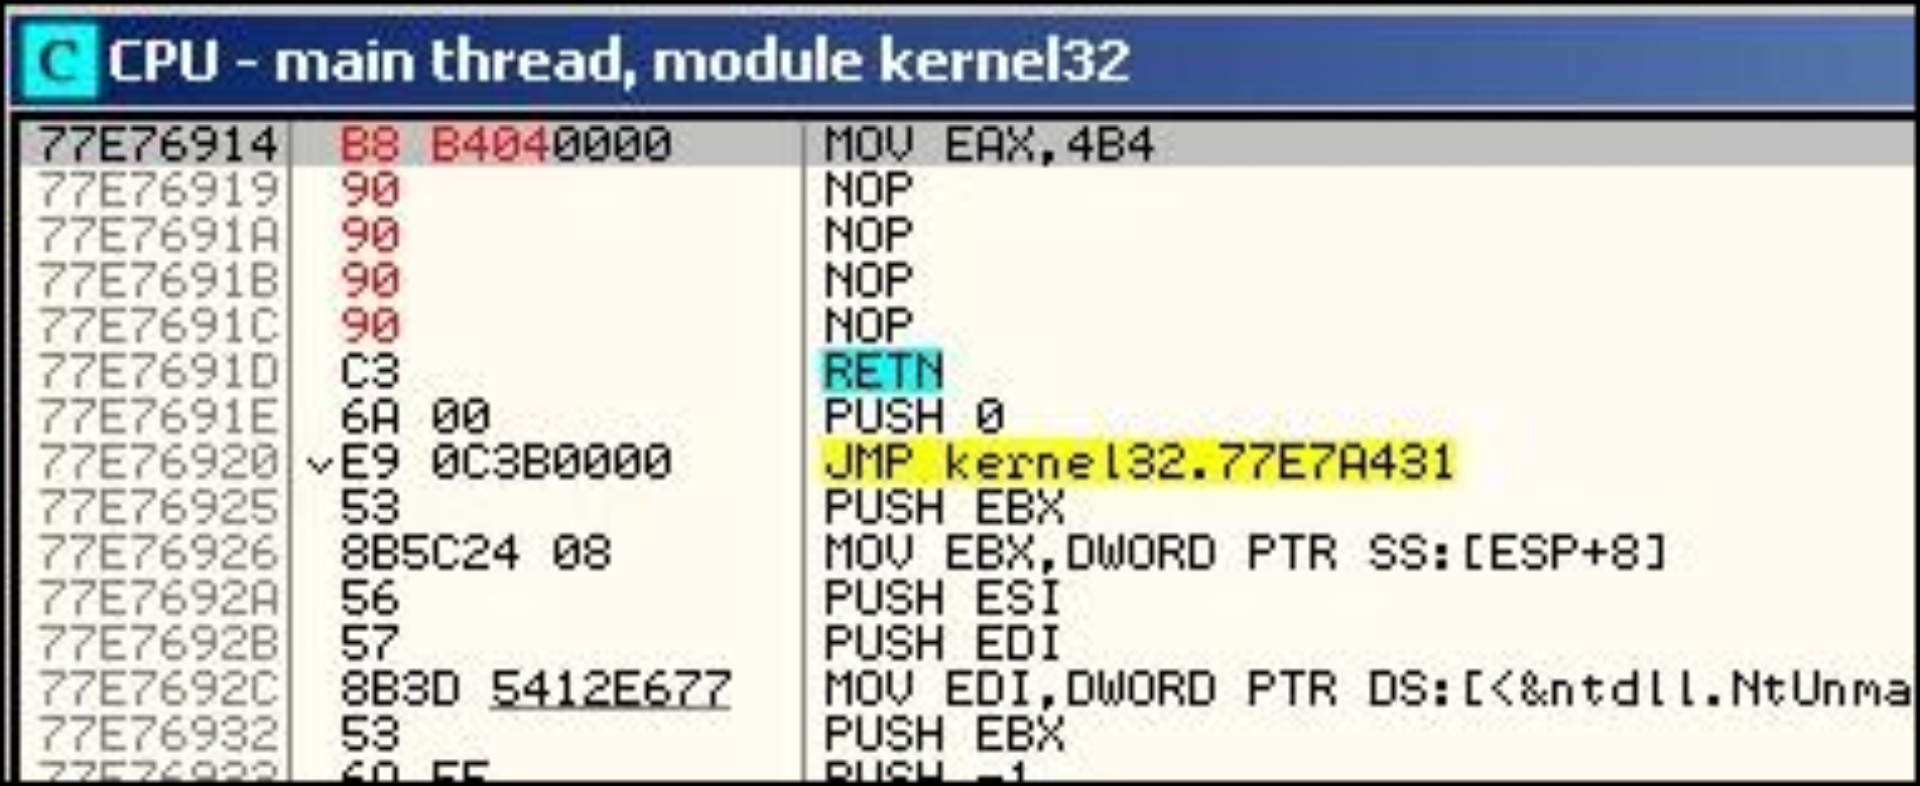 C CPU - main thread, module kernel32
77E76914 B8 B4040000 MOV EAX,4B4
77E76919 90 NOP
77E7691A 90 NOP
77E7691B 90 NOP
77E7691C 90 NOP
77E7691D C3 RETN
77E7691E 6A 00 PUSH 0
77E76920 E9 0C3B0000 JMP kernel32.77E7A431
77E76925 53 PUSH EBX
77E76926 8B5C24 08 MOV EBX,DWORD PTR SS:[ESP+8]
77E7692A 56 PUSH ESI
77E7692B 57 PUSH EDI
77E7692C 8B3D 5412E677 MOV EDI,DWORD PTR DS:[<&ntdll.NtUnma
77E76932 53 PUSH EBX
PUSH -1